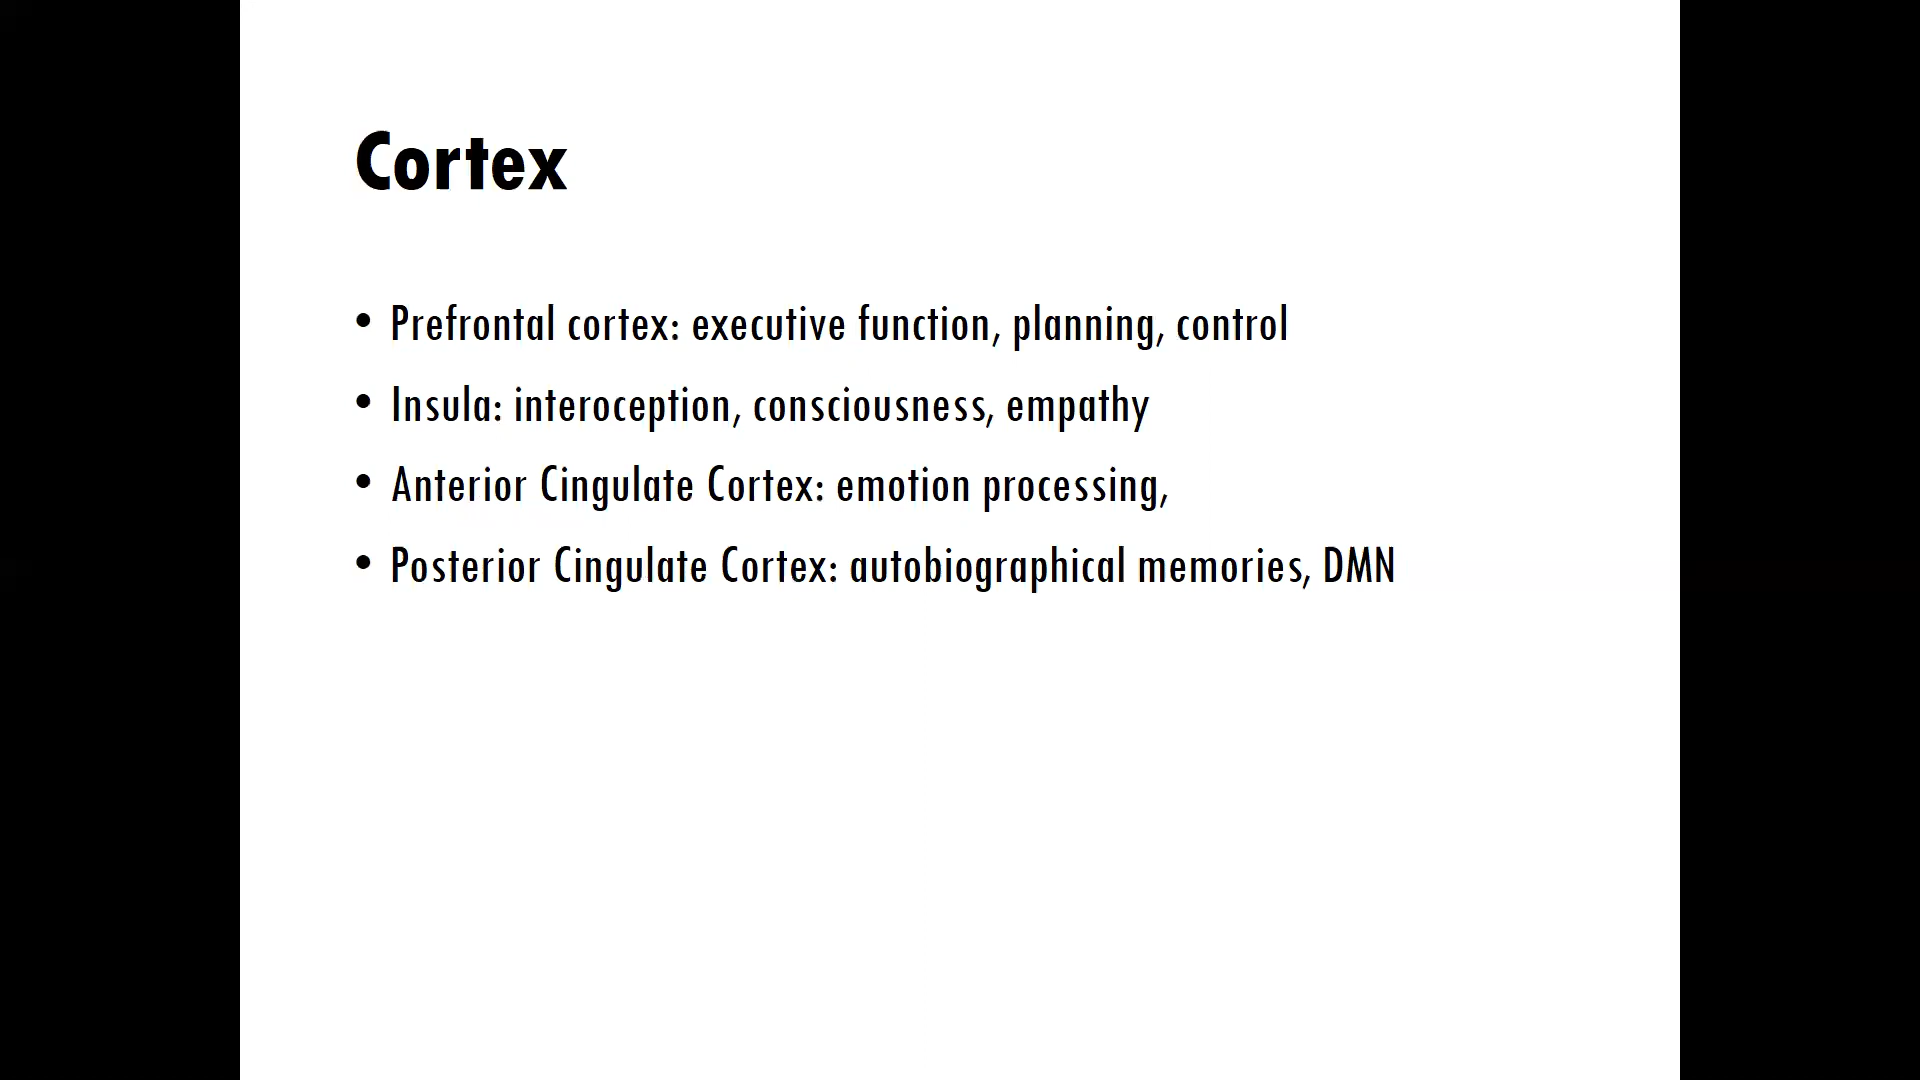 Cortex
• Prefrontal cortex: executive function, planning, control
• Insula: interoception, consciousness, empathy
• Anterior Cingulate Cortex: emotion processing,
• Posterior Cingulate Cortex: autobiographical memories, DMN